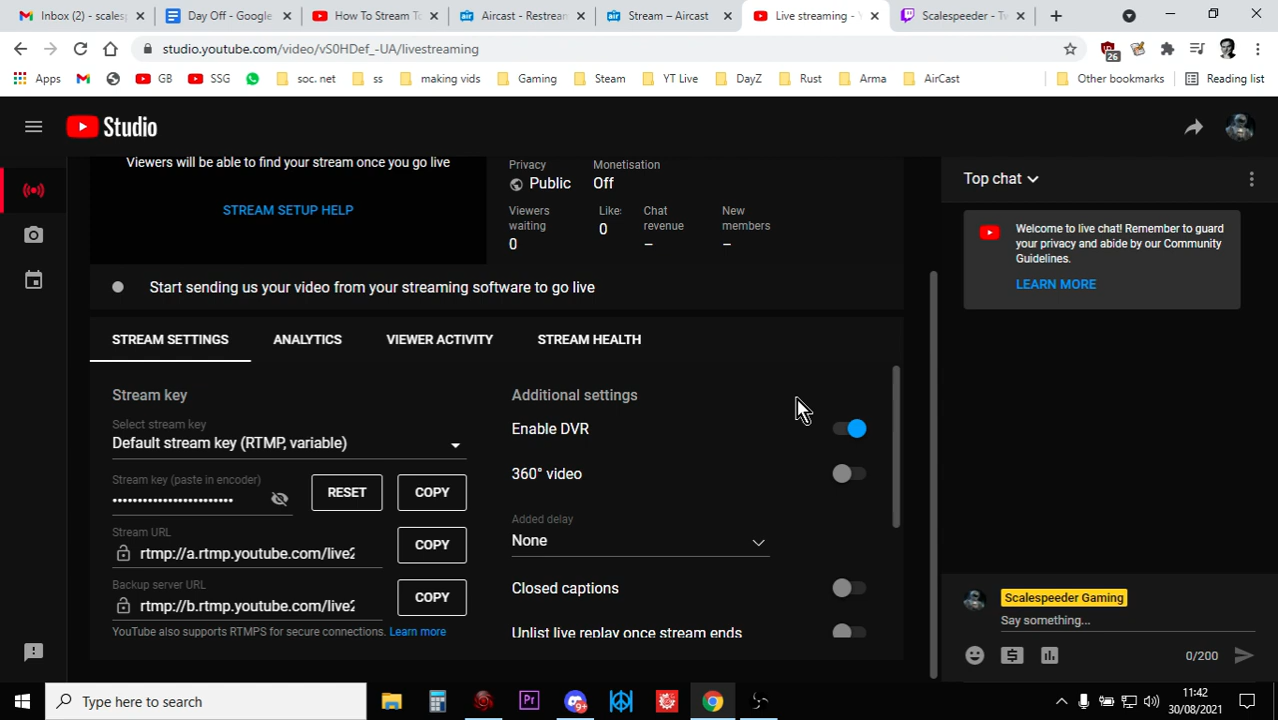 Inbox (2) - scales
Day Off - Google
How To Stream T
Aircast - Restrean
Stream – Aircast
Live streaming - Y
Scalespeeder - Tw
studio.youtube.com/video/vS0HDef_-UA/livestreaming
26
Apps
GB
SSG
soc. net
ss
making vids
Gaming
Steam
YT Live
DayZ
Rust
Arma
AirCast
Other bookmarks
Reading list
Studio
Viewers will be able to find your stream once you go live
STREAM SETUP HELP
Privacy
Monetisation
Public
Off
Viewers waiting
Like:
Chat revenue
New members
0
0
–
–
Top chat
Welcome to live chat! Remember to guard
your privacy and abide by our Community
Guidelines.
LEARN MORE
Start sending us your video from your streaming software to go live
STREAM SETTINGS
ANALYTICS
VIEWER ACTIVITY
STREAM HEALTH
Stream key
Select stream key
Default stream key (RTMP, variable)
Stream key (paste in encoder)
••••••••••••••••••••••••
RESET
COPY
Stream URL
rtmp://a.rtmp.youtube.com/live2
COPY
Backup server URL
rtmp://b.rtmp.youtube.com/live2
COPY
YouTube also supports RTMPS for secure connections. Learn more
Additional settings
Enable DVR
360° video
Added delay
None
Closed captions
Unlist live replay once stream ends
Scalespeeder Gaming
Say something...
0/200
Type here to search
Pr
9+
11:42
30/08/2021